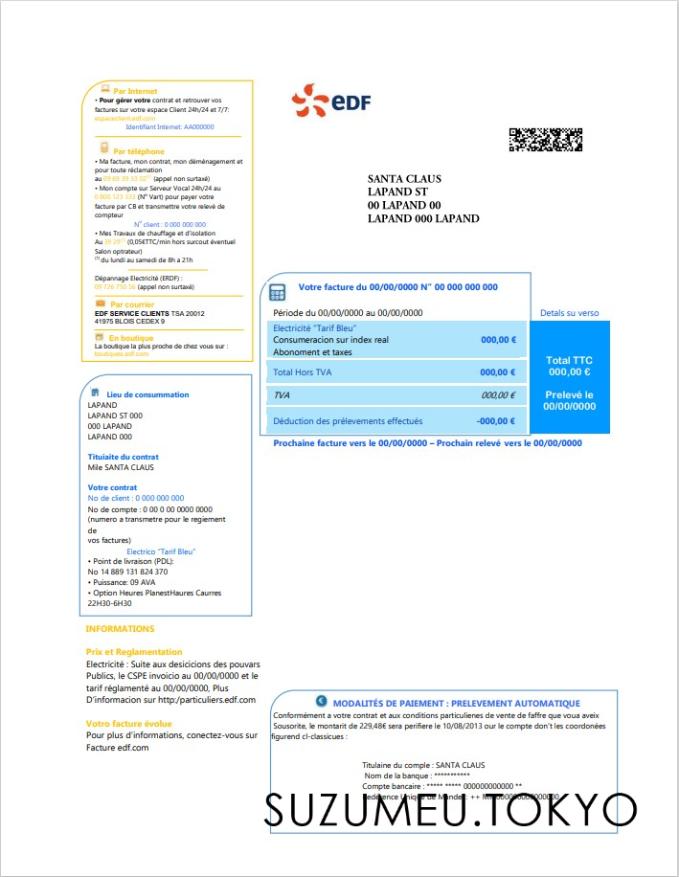 Par Internet
• Pour gérer votre contrat et retrouver vos
factures sur votre espace Client 24h/24 et 7/7:
espaceclient.edf.com
Identifiant Internet: AA000000
Par téléphone
• Ma facture, mon contrat, mon déménagement et
pour toute réclamation
au 09 69 39 33 02⁽¹⁾ (appel non surtaxé)
• Mon compte sur Serveur Vocal 24h/24 au
0 800 123 333 (N° Vart) pour payer votre
facture par CB et transmettre votre relevé de
compteur
N° client : 0 000 000 000
• Mes Travaux de chauffage et d'isolation
Au 39 29⁽¹⁾ (0,05€TTC/min hors surcout éventuel
Salon optrateur)
⁽¹⁾ du lundi au samedi de 8h a 21h
Dépannage Electricité (ERDF) :
09 726 750 16 (appel non surtaxé)
Par courrier
EDF SERVICE CLIENTS TSA 20012
41975 BLOIS CEDEX 9
En boutique
La boutique la plus proche de chez vous sur :
boutiques.edf.com
edf
SANTA CLAUS
LAPAND ST
00 LAPAND 00
LAPAND 000 LAPAND
Votre facture du 00/00/0000 N° 00 000 000 000
Période du 00/00/0000 au 00/00/0000
Detals su verso
Electricité "Tarif Bleu"
Consumeracion sur index real 000,00 €
Abonoment et taxes
Total Hors TVA 000,00 €
TVA 000,00 €
Déduction des prélevements effectués -000,00 €
Total TTC
000,00 €
Prelevé le
00/00/0000
Prochaine facture vers le 00/00/0000 – Prochain relevé vers le 00/00/0000
Lieu de consummation
LAPAND
LAPAND ST 000
000 LAPAND
LAPAND 000
Tituiaite du contrat
Mile SANTA CLAUS
Votre contrat
No de client : 0 000 000 000
No de compte : 0 00 0 00 0000 0000
(numero a transmetre pour le regiement
de
vos factures)
Electrico "Tarif Bleu"
• Point de livraison (PDL):
No 14 889 131 824 370
• Puissance: 09 AVA
• Option Heures PlanestHaures Caurres
22H30-6H30
INFORMATIONS
Prix et Reglamentation
Electricité : Suite aux desicicions des pouvars
Publics, le CSPE invoicio au 00/00/0000 et le
tarif réglamenté au 00/00/0000, Plus
D'informacion sur http:/particuliers.edf.com
Votro facture évolue
Pour plus d'informations, conectez-vous sur
Facture edf.com
MODALITÉS DE PAIEMENT : PRELEVEMENT AUTOMATIQUE
Conformément a votre contrat et aux conditions particulienes de vente de faffre que voua aveix
Sousorite, le montarit de 229,48€ sera perifiere le 10/08/2013 our le compte don't les coordonées
figurend cl-classicues :
Titulaine du compte : SANTA CLAUS
Nom de la banque : ***********
Compte bancaire : ***** ***** 000000000000 **
SUZUMEU.TOKYO